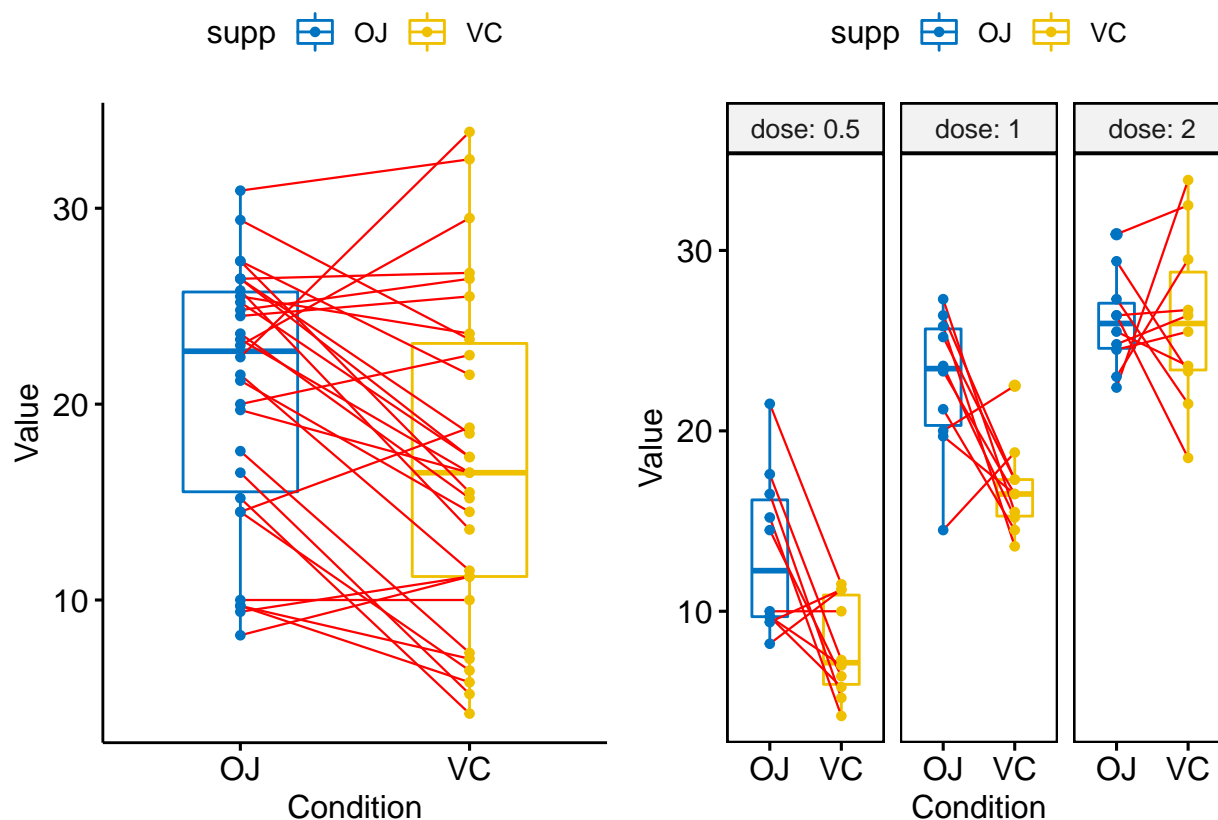 supp OJ VC
30
20
10
Value
OJ VC
Condition
supp OJ VC
dose: 0.5 dose: 1 dose: 2
30
20
10
Value
OJ VC OJ VC OJ VC
Condition